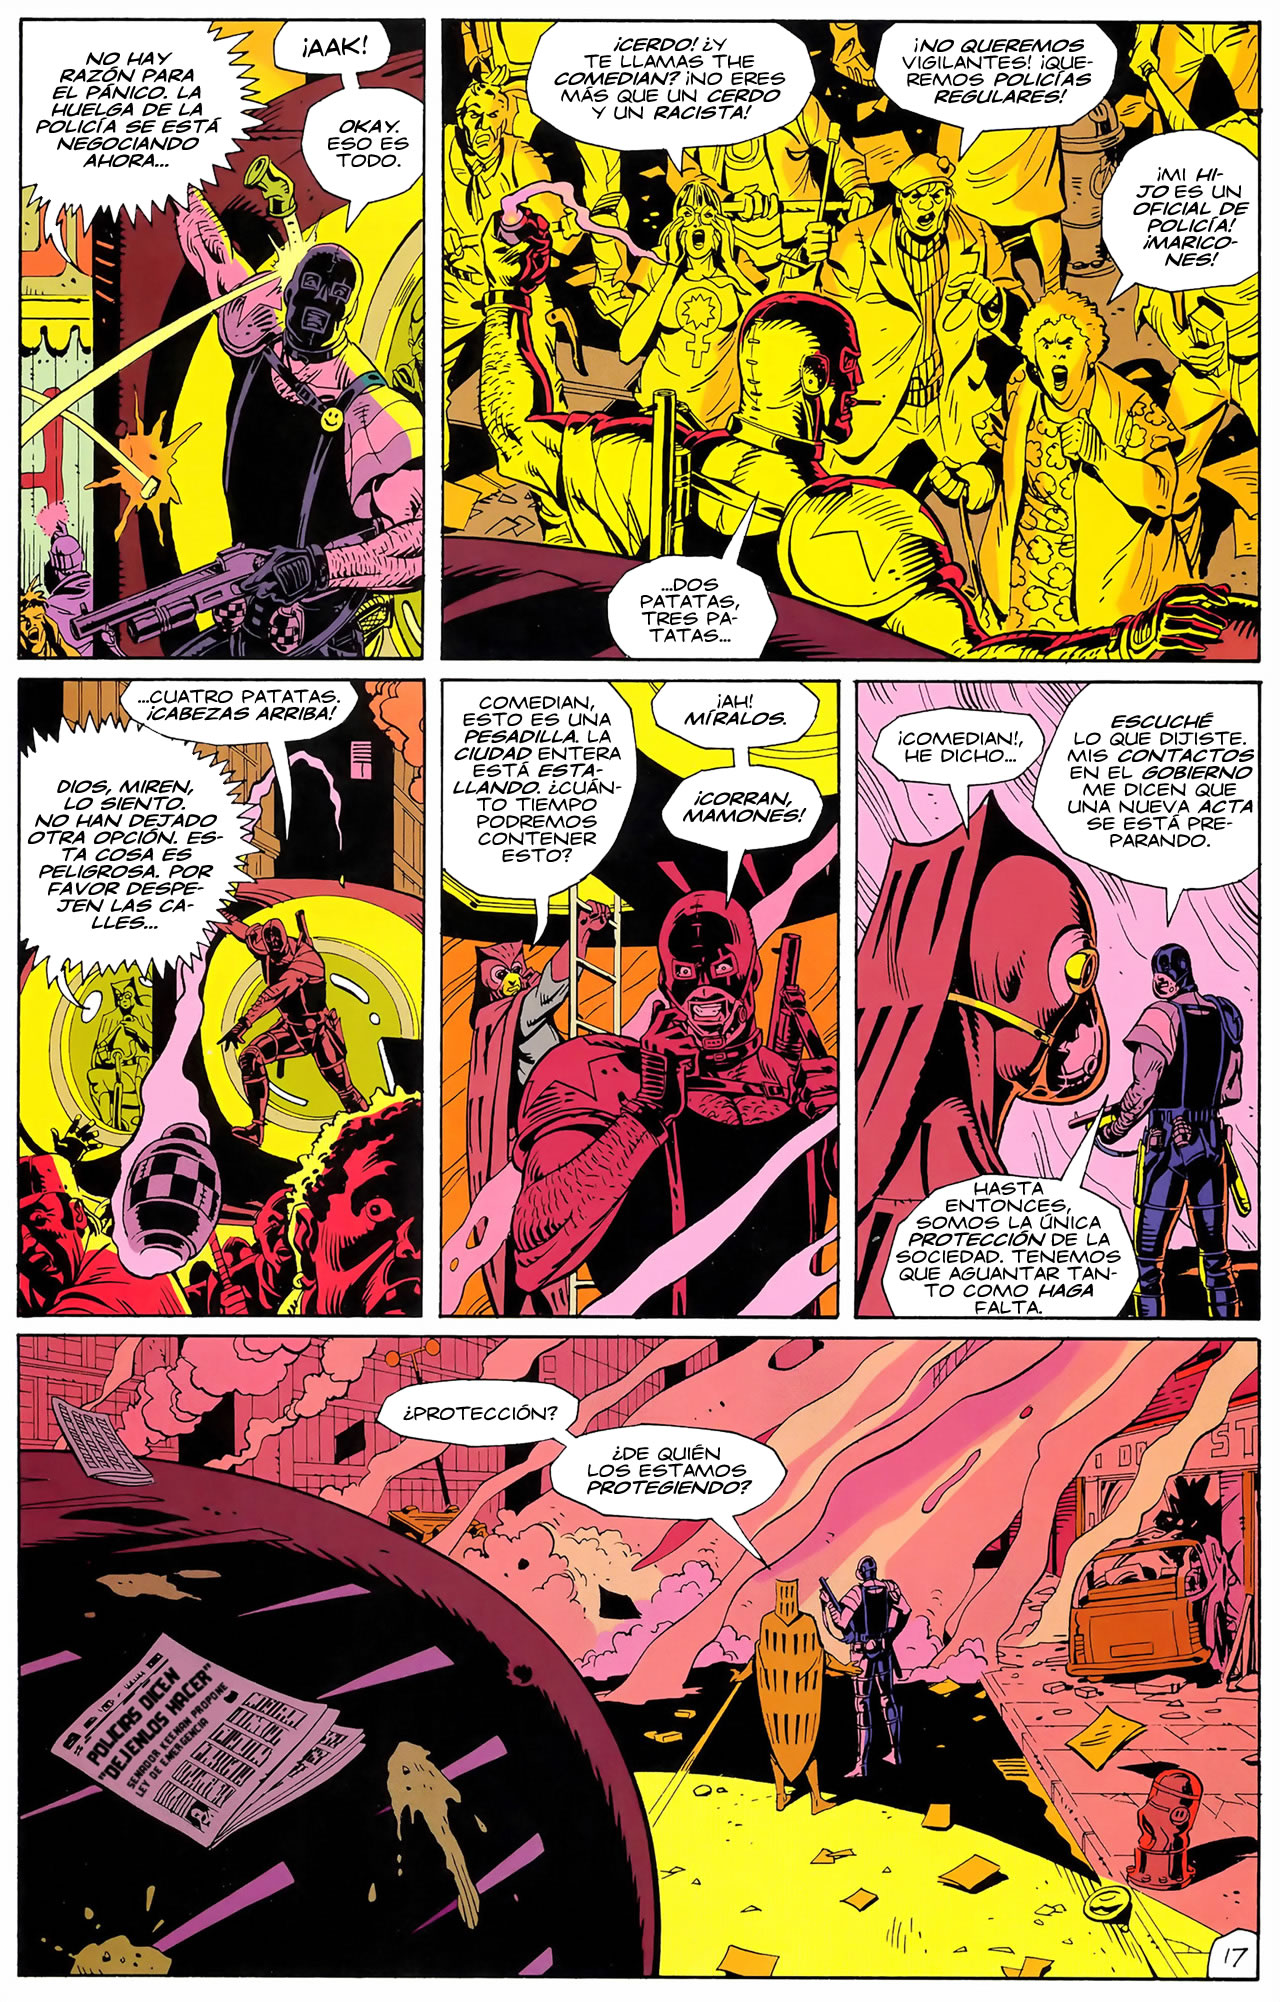 NO HAY
RAZÓN PARA
EL PÁNICO. LA
HUELGA DE LA
POLICÍA SE ESTÁ
NEGOCIANDO
AHORA...
¡AAK!
OKAY.
ESO ES
TODO.
¡CERDO! ¿Y
TE LLAMAS THE
COMEDIAN? ¡NO ERES
MÁS QUE UN CERDO
Y UN RACISTA!
¡NO QUEREMOS
VIGILANTES! ¡QUE-
REMOS POLICÍAS
REGULARES!
¡MI HI-
JO ES UN
OFICIAL DE
POLICÍA!
¡MARICO-
NES!
...DOS
PATATAS,
TRES PA-
TATAS...
...CUATRO PATATAS.
¡CABEZAS ARRIBA!
DIOS, MIREN,
LO SIENTO.
NO HAN DEJADO
OTRA OPCIÓN. ES-
TA COSA ES
PELIGROSA. POR
FAVOR DESPE-
JEN LAS CA-
LLES...
COMEDIAN,
ESTO ES UNA
PESADILLA. LA
CIUDAD ENTERA
ESTÁ ESTA-
LLANDO. ¿CUÁN-
TO TIEMPO
PODREMOS
CONTENER
ESTO?
¡AH!
MÍRALOS.
¡CORRAN,
MAMONES!
¡COMEDIAN!,
HE DICHO...
ESCUCHÉ
LO QUE DIJISTE.
MIS CONTACTOS
EN EL GOBIERNO
ME DICEN QUE
UNA NUEVA ACTA
SE ESTÁ PRE-
PARANDO.
HASTA
ENTONCES,
SOMOS LA ÚNICA
PROTECCIÓN DE LA
SOCIEDAD. TENEMOS
QUE AGUANTAR TAN-
TO COMO HAGA
FALTA.
¿PROTECCIÓN?
¿DE QUIÉN
LOS ESTAMOS
PROTEGIENDO?
POLICIAS DICEN
"DEJENLOS HACER"
SENADOR KEENAN PROPONE
LEY DE EMERGENCIA
17